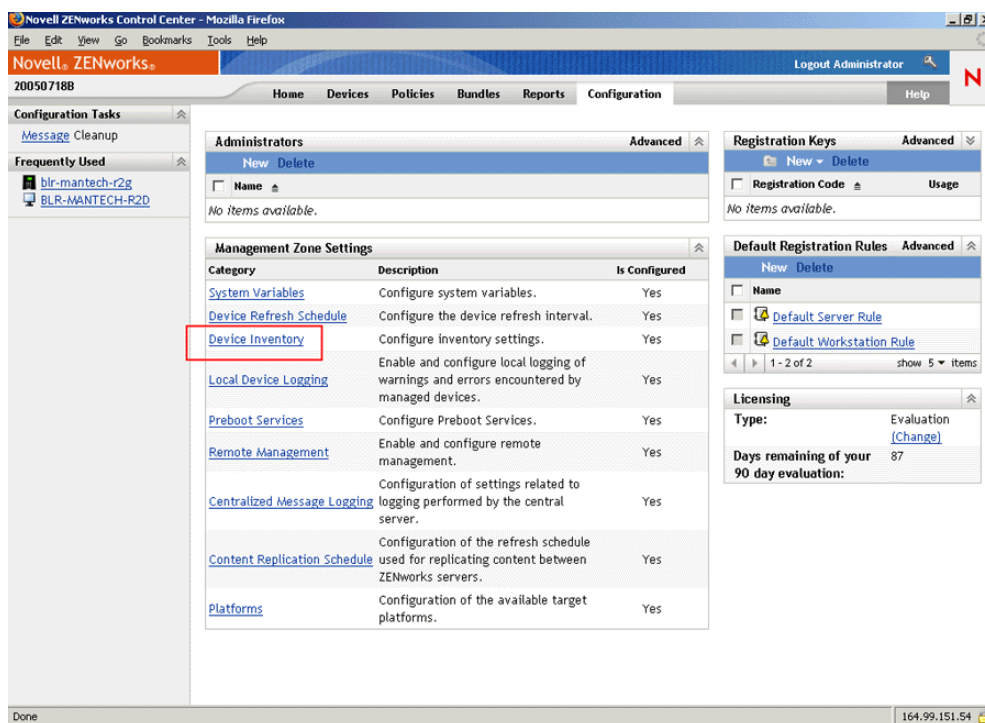 Novell ZENworks Control Center - Mozilla Firefox
File Edit View Go Bookmarks Tools Help
Novell® ZENworks®
Logout Administrator
N
20050718B
Home Devices Policies Bundles Reports Configuration
Help
Configuration Tasks
Message Cleanup
Frequently Used
blr-mantech-r2g
BLR-MANTECH-R2D
Administrators Advanced
New Delete
Name
No items available.
Management Zone Settings
Category Description Is Configured
System Variables Configure system variables. Yes
Device Refresh Schedule Configure the device refresh interval. Yes
Device Inventory Configure inventory settings. Yes
Local Device Logging Enable and configure local logging of
warnings and errors encountered by
managed devices. Yes
Preboot Services Configure Preboot Services. Yes
Remote Management Enable and configure remote
management. Yes
Centralized Message Logging Configuration of settings related to
logging performed by the central
server. Yes
Content Replication Schedule Configuration of the refresh schedule
used for replicating content between
ZENworks servers. Yes
Platforms Configuration of the available target
platforms. Yes
Registration Keys Advanced
New Delete
Registration Code Usage
No items available.
Default Registration Rules Advanced
New Delete
Name
Default Server Rule
Default Workstation Rule
1 - 2 of 2 show 5 items
Licensing
Type: Evaluation
(Change)
Days remaining of your 87
90 day evaluation:
Done
164.99.151.54